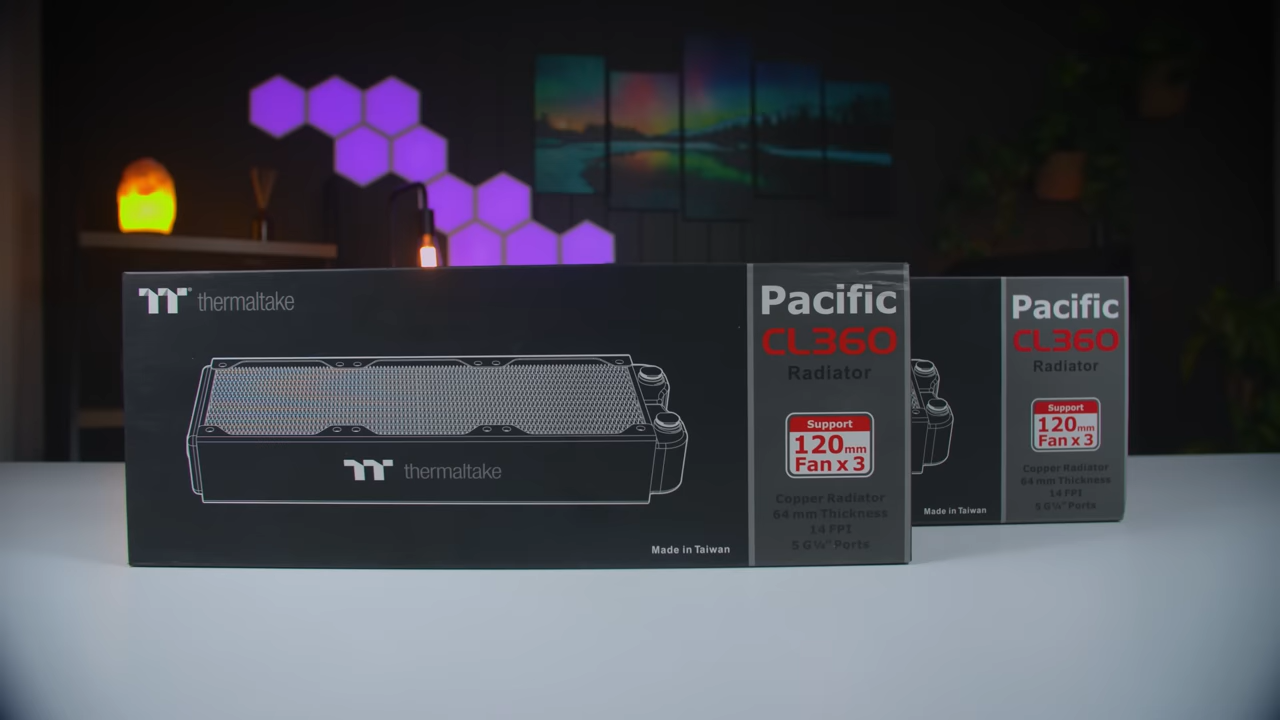 thermaltake
Pacific
CL360
Radiator
Support
120mm
Fan x 3
Copper Radiator
64 mm Thickness
14 FPI
5 G ¼" Ports
thermaltake
Made in Taiwan
Pacific
CL360
Radiator
Support
120mm
Fan x 3
Copper Radiator
64 mm Thickness
14 FPI
5 G ¼" Ports
Made in Taiwan